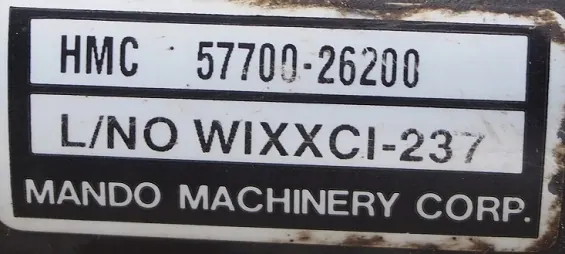 HMC 57700-26200
L/NO WIXXCI-237
MANDO MACHINERY CORP.